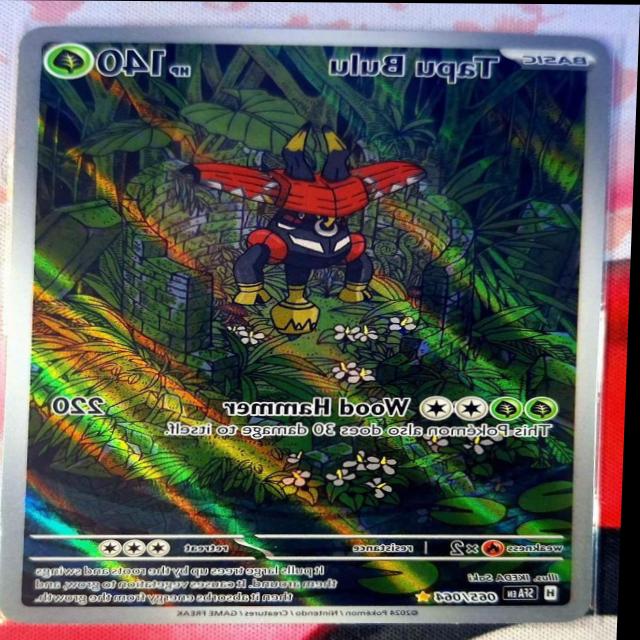 BASIC Tapu Bulu HP 140
Wood Hammer 220
This Pokémon also does 30 damage to itself.
weakness ×2 resistance retreat
Illus. IKEDA Saki
H SFA EN 065/064
It pulls large trees up by the roots and swings
them around. It causes vegetation to grow, and
then it absorbs energy from the growth.
©2024 Pokémon / Nintendo / Creatures / GAME FREAK